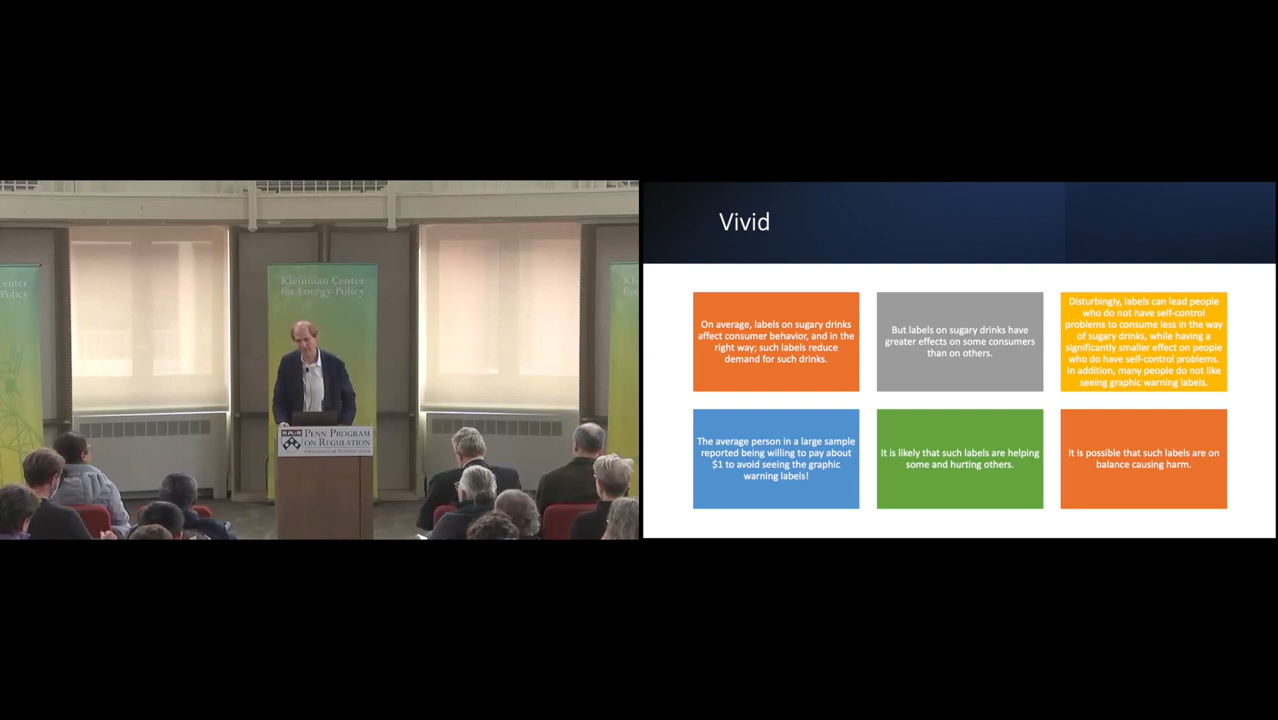 Center
Policy
Kleinman Center
for Energy Policy
PENN PROGRAM
ON REGULATION
Vivid
On average, labels on sugary drinks
affect consumer behavior, and in the
right way; such labels reduce
demand for such drinks.
But labels on sugary drinks have
greater effects on some consumers
than on others.
Disturbingly, labels can lead people
who do not have self-control
problems to consume less in the way
of sugary drinks, while having a
significantly smaller effect on people
who do have self-control problems.
In addition, many people do not like
seeing graphic warning labels.
The average person in a large sample
reported being willing to pay about
$1 to avoid seeing the graphic
warning labels!
It is likely that such labels are helping
some and hurting others.
It is possible that such labels are on
balance causing harm.